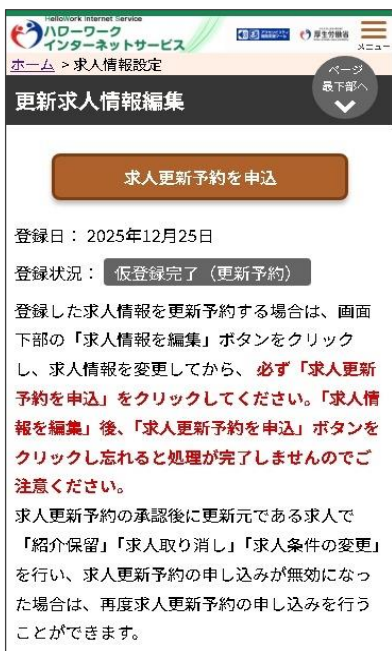 HelloWork Internet Service
ハローワーク
インターネットサービス
厚生労働省
メニュー
ホーム > 求人情報設定
ページ
最下部へ
更新求人情報編集
求人更新予約を申込
登録日： 2025年12月25日
登録状況： 仮登録完了（更新予約）
登録した求人情報を更新予約する場合は、画面
下部の「求人情報を編集」ボタンをクリック
し、求人情報を変更してから、 必ず「求人更新
予約を申込」をクリックしてください。「求人情
報を編集」後、「求人更新予約を申込」ボタンを
クリックし忘れると処理が完了しませんのでご
注意ください。
求人更新予約の承認後に更新元である求人で
「紹介保留」「求人取り消し」「求人条件の変更」
を行い、求人更新予約の申し込みが無効になっ
た場合は、再度求人更新予約の申し込みを行う
ことができます。